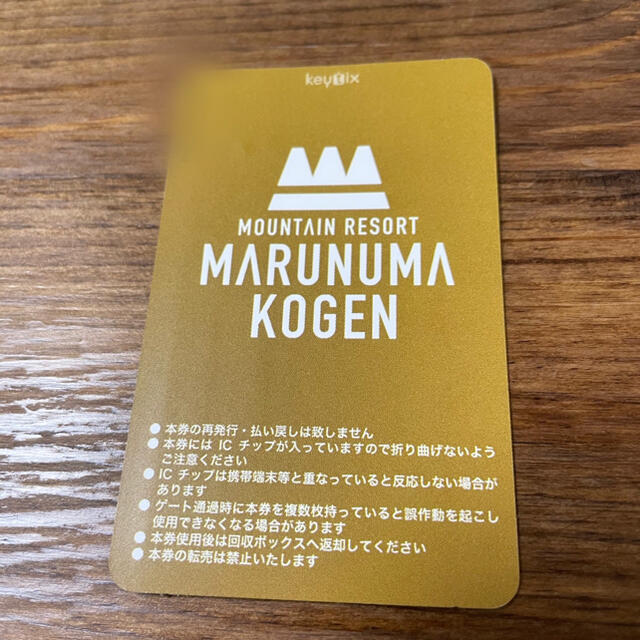 keytix
MOUNTAIN RESORT
MARUNUMA
KOGEN
● 本券の再発行・払い戻しは致しません
● 本券には IC チップが入っていますので折り曲げないよう
ご注意ください
● IC チップは携帯端末等と重なっていると反応しない場合が
あります
● ゲート通過時に本券を複数枚持っていると誤作動を起こし
使用できなくなる場合があります
● 本券使用後は回収ボックスへ返却してください
● 本券の転売は禁止いたします